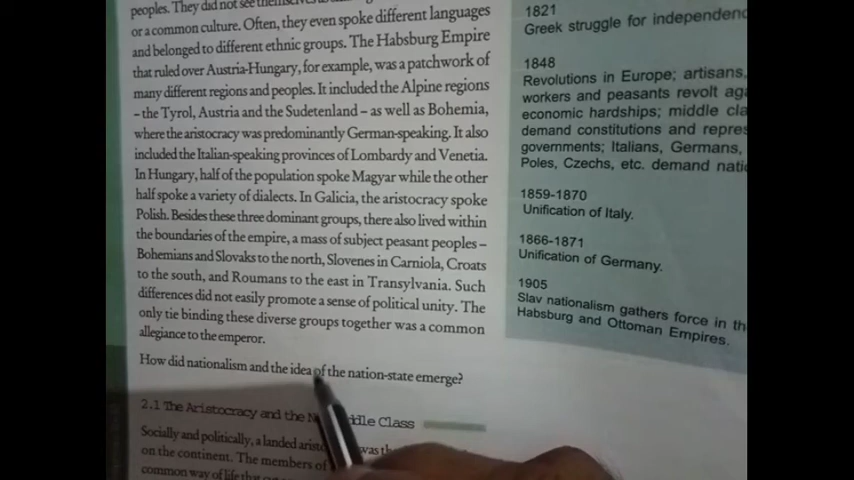 peoples. They did not see
or a common culture. Often, they even spoke different languages
and belonged to different ethnic groups. The Habsburg Empire
that ruled over Austria-Hungary, for example, was a patchwork of
many different regions and peoples. It included the Alpine regions
– the Tyrol, Austria and the Sudetenland – as well as Bohemia,
where the aristocracy was predominantly German-speaking. It also
included the Italian-speaking provinces of Lombardy and Venetia.
In Hungary, half of the population spoke Magyar while the other
half spoke a variety of dialects. In Galicia, the aristocracy spoke
Polish. Besides these three dominant groups, there also lived within
the boundaries of the empire, a mass of subject peasant peoples –
Bohemians and Slovaks to the north, Slovenes in Carniola, Croats
to the south, and Roumans to the east in Transylvania. Such
differences did not easily promote a sense of political unity. The
only tie binding these diverse groups together was a common
allegiance to the emperor.
How did nationalism and the idea of the nation-state emerge?
2.1 The Aristocracy and the N ddle Class
Socially and politically, a landed arist was the
on the continent. The members of
common way of life that
1821
Greek struggle for independenc
1848
Revolutions in Europe; artisans,
workers and peasants revolt aga
economic hardships; middle cla
demand constitutions and repres
governments; Italians, Germans,
Poles, Czechs, etc. demand nati
1859-1870
Unification of Italy.
1866-1871
Unification of Germany.
1905
Slav nationalism gathers force in th
Habsburg and Ottoman Empires.